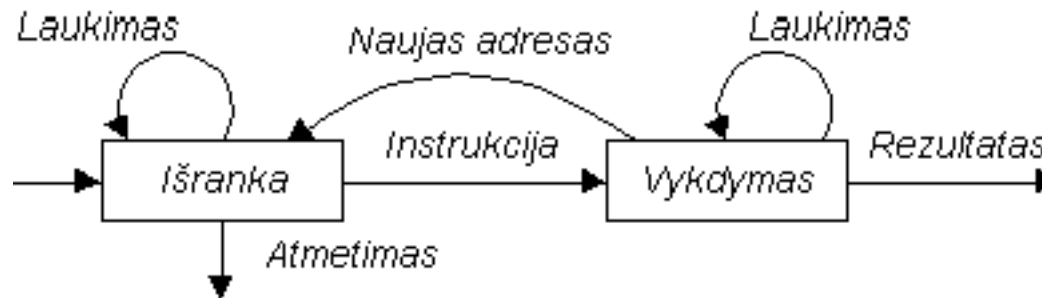 Laukimas
Naujas adresas
Laukimas
Išranka
Instrukcija
Vykdymas
Rezultatas
Atmetimas